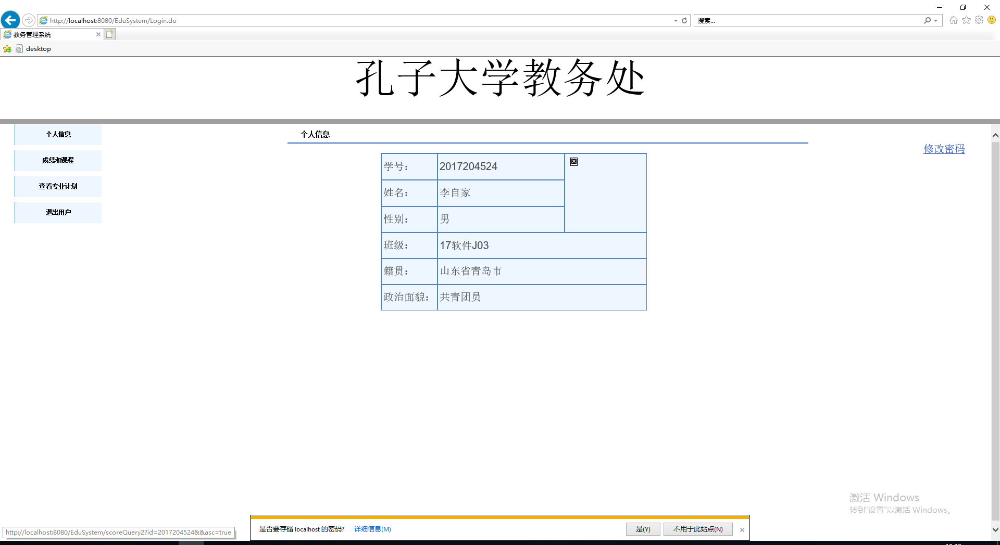 http://localhost:8080/EduSystem/Login.do
搜索...
教务管理系统
desktop
孔子大学教务处
个人信息
成绩和课程
查看专业计划
退出用户
个人信息
修改密码
学号： 2017204524
姓名： 李自家
性别： 男
班级： 17软件J03
籍贯： 山东省青岛市
政治面貌： 共青团员
激活 Windows
转到"设置"以激活 Windows。
是否要存储 localhost 的密码? 详细信息(M) 是(Y) 不用于此站点(N)
http://localhost:8080/EduSystem/scoreQuery2?id=2017204524&&asc=true